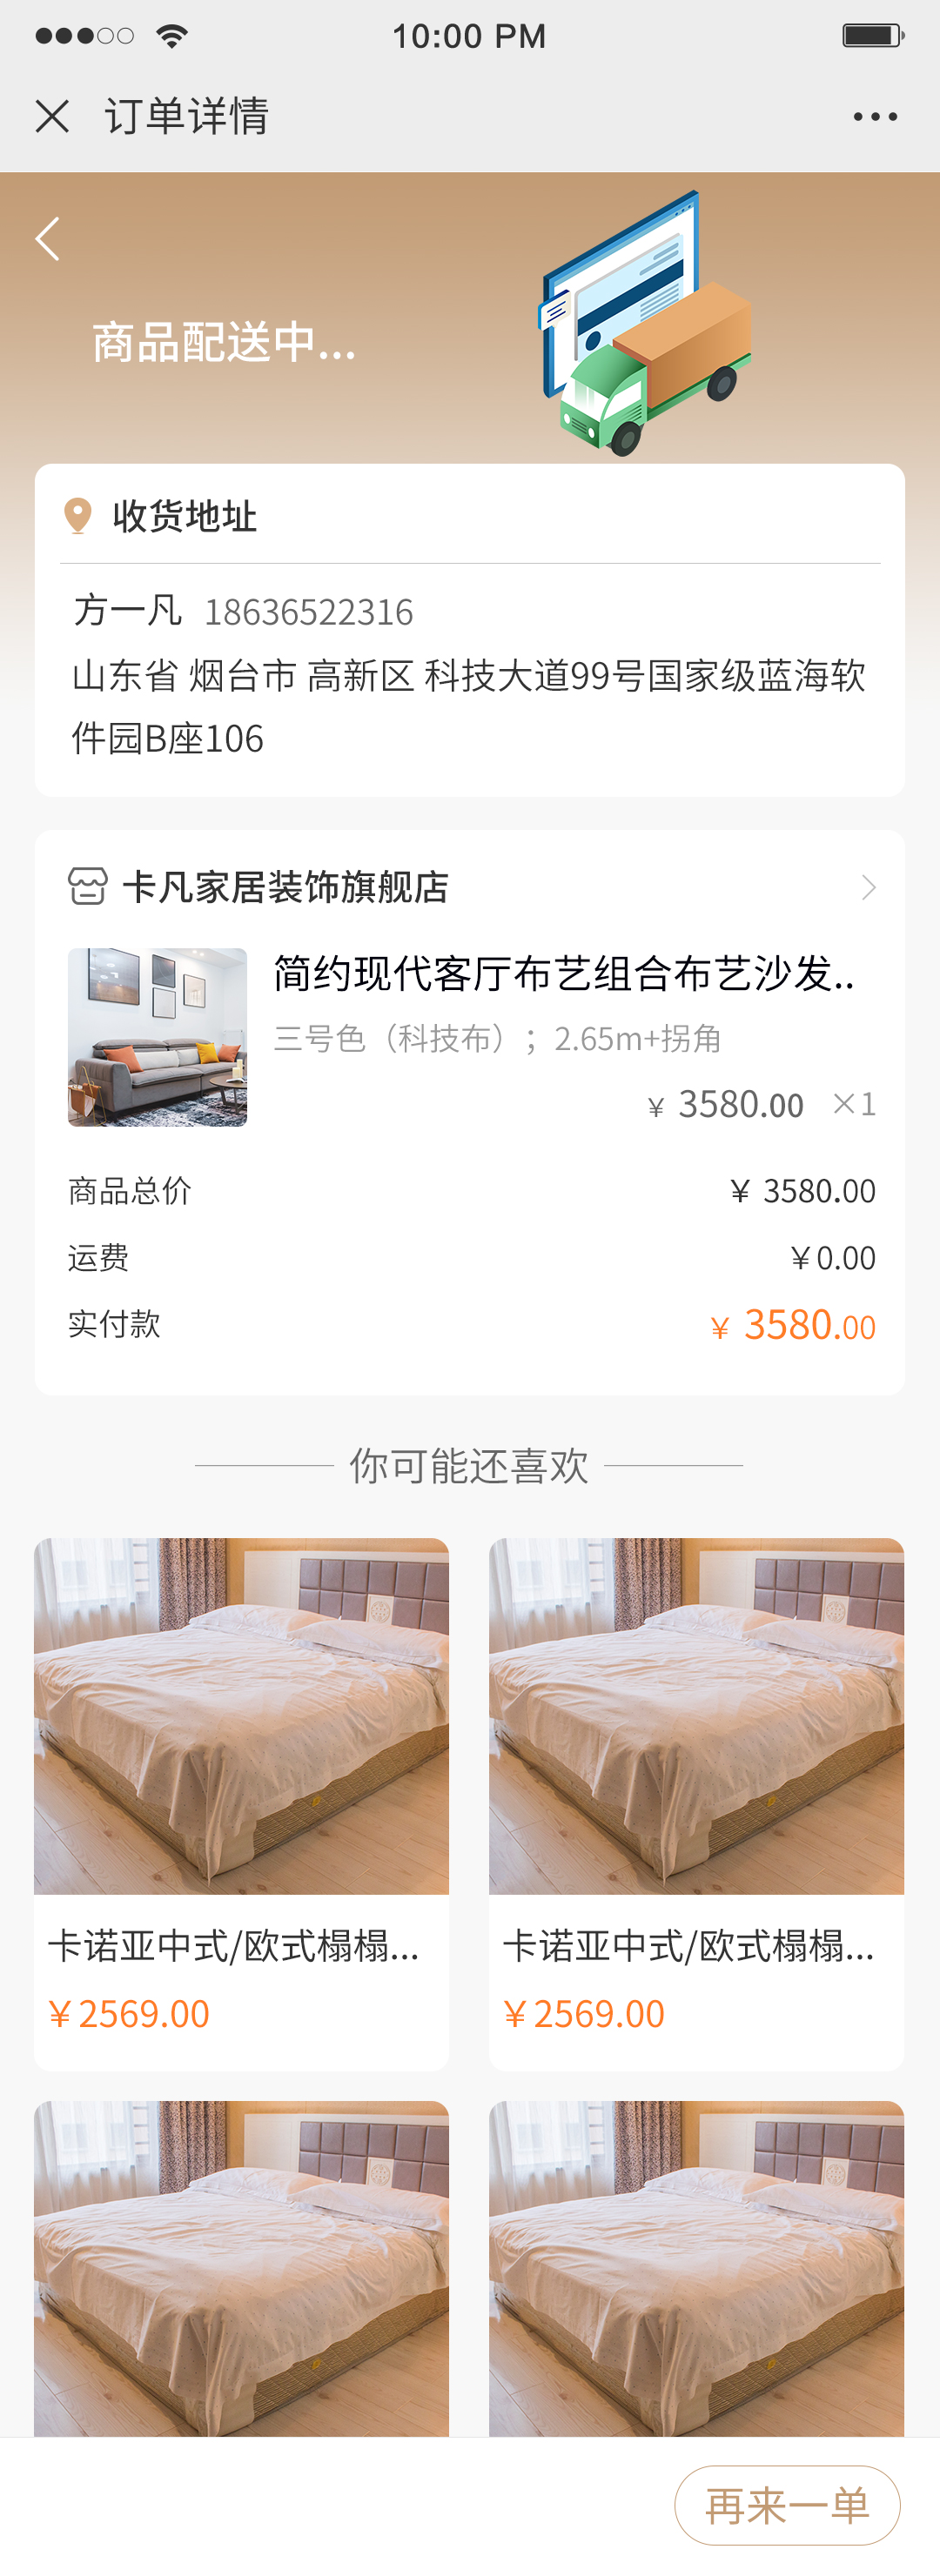 10:00 PM
订单详情
商品配送中...
收货地址
方一凡 18636522316
山东省 烟台市 高新区 科技大道99号国家级蓝海软
件园B座106
卡凡家居装饰旗舰店
简约现代客厅布艺组合布艺沙发..
三号色（科技布）；2.65m+拐角
¥ 3580.00 ×1
商品总价 ¥ 3580.00
运费 ¥0.00
实付款 ¥ 3580.00
你可能还喜欢
卡诺亚中式/欧式榻榻... 卡诺亚中式/欧式榻榻...
¥2569.00 ¥2569.00
再来一单